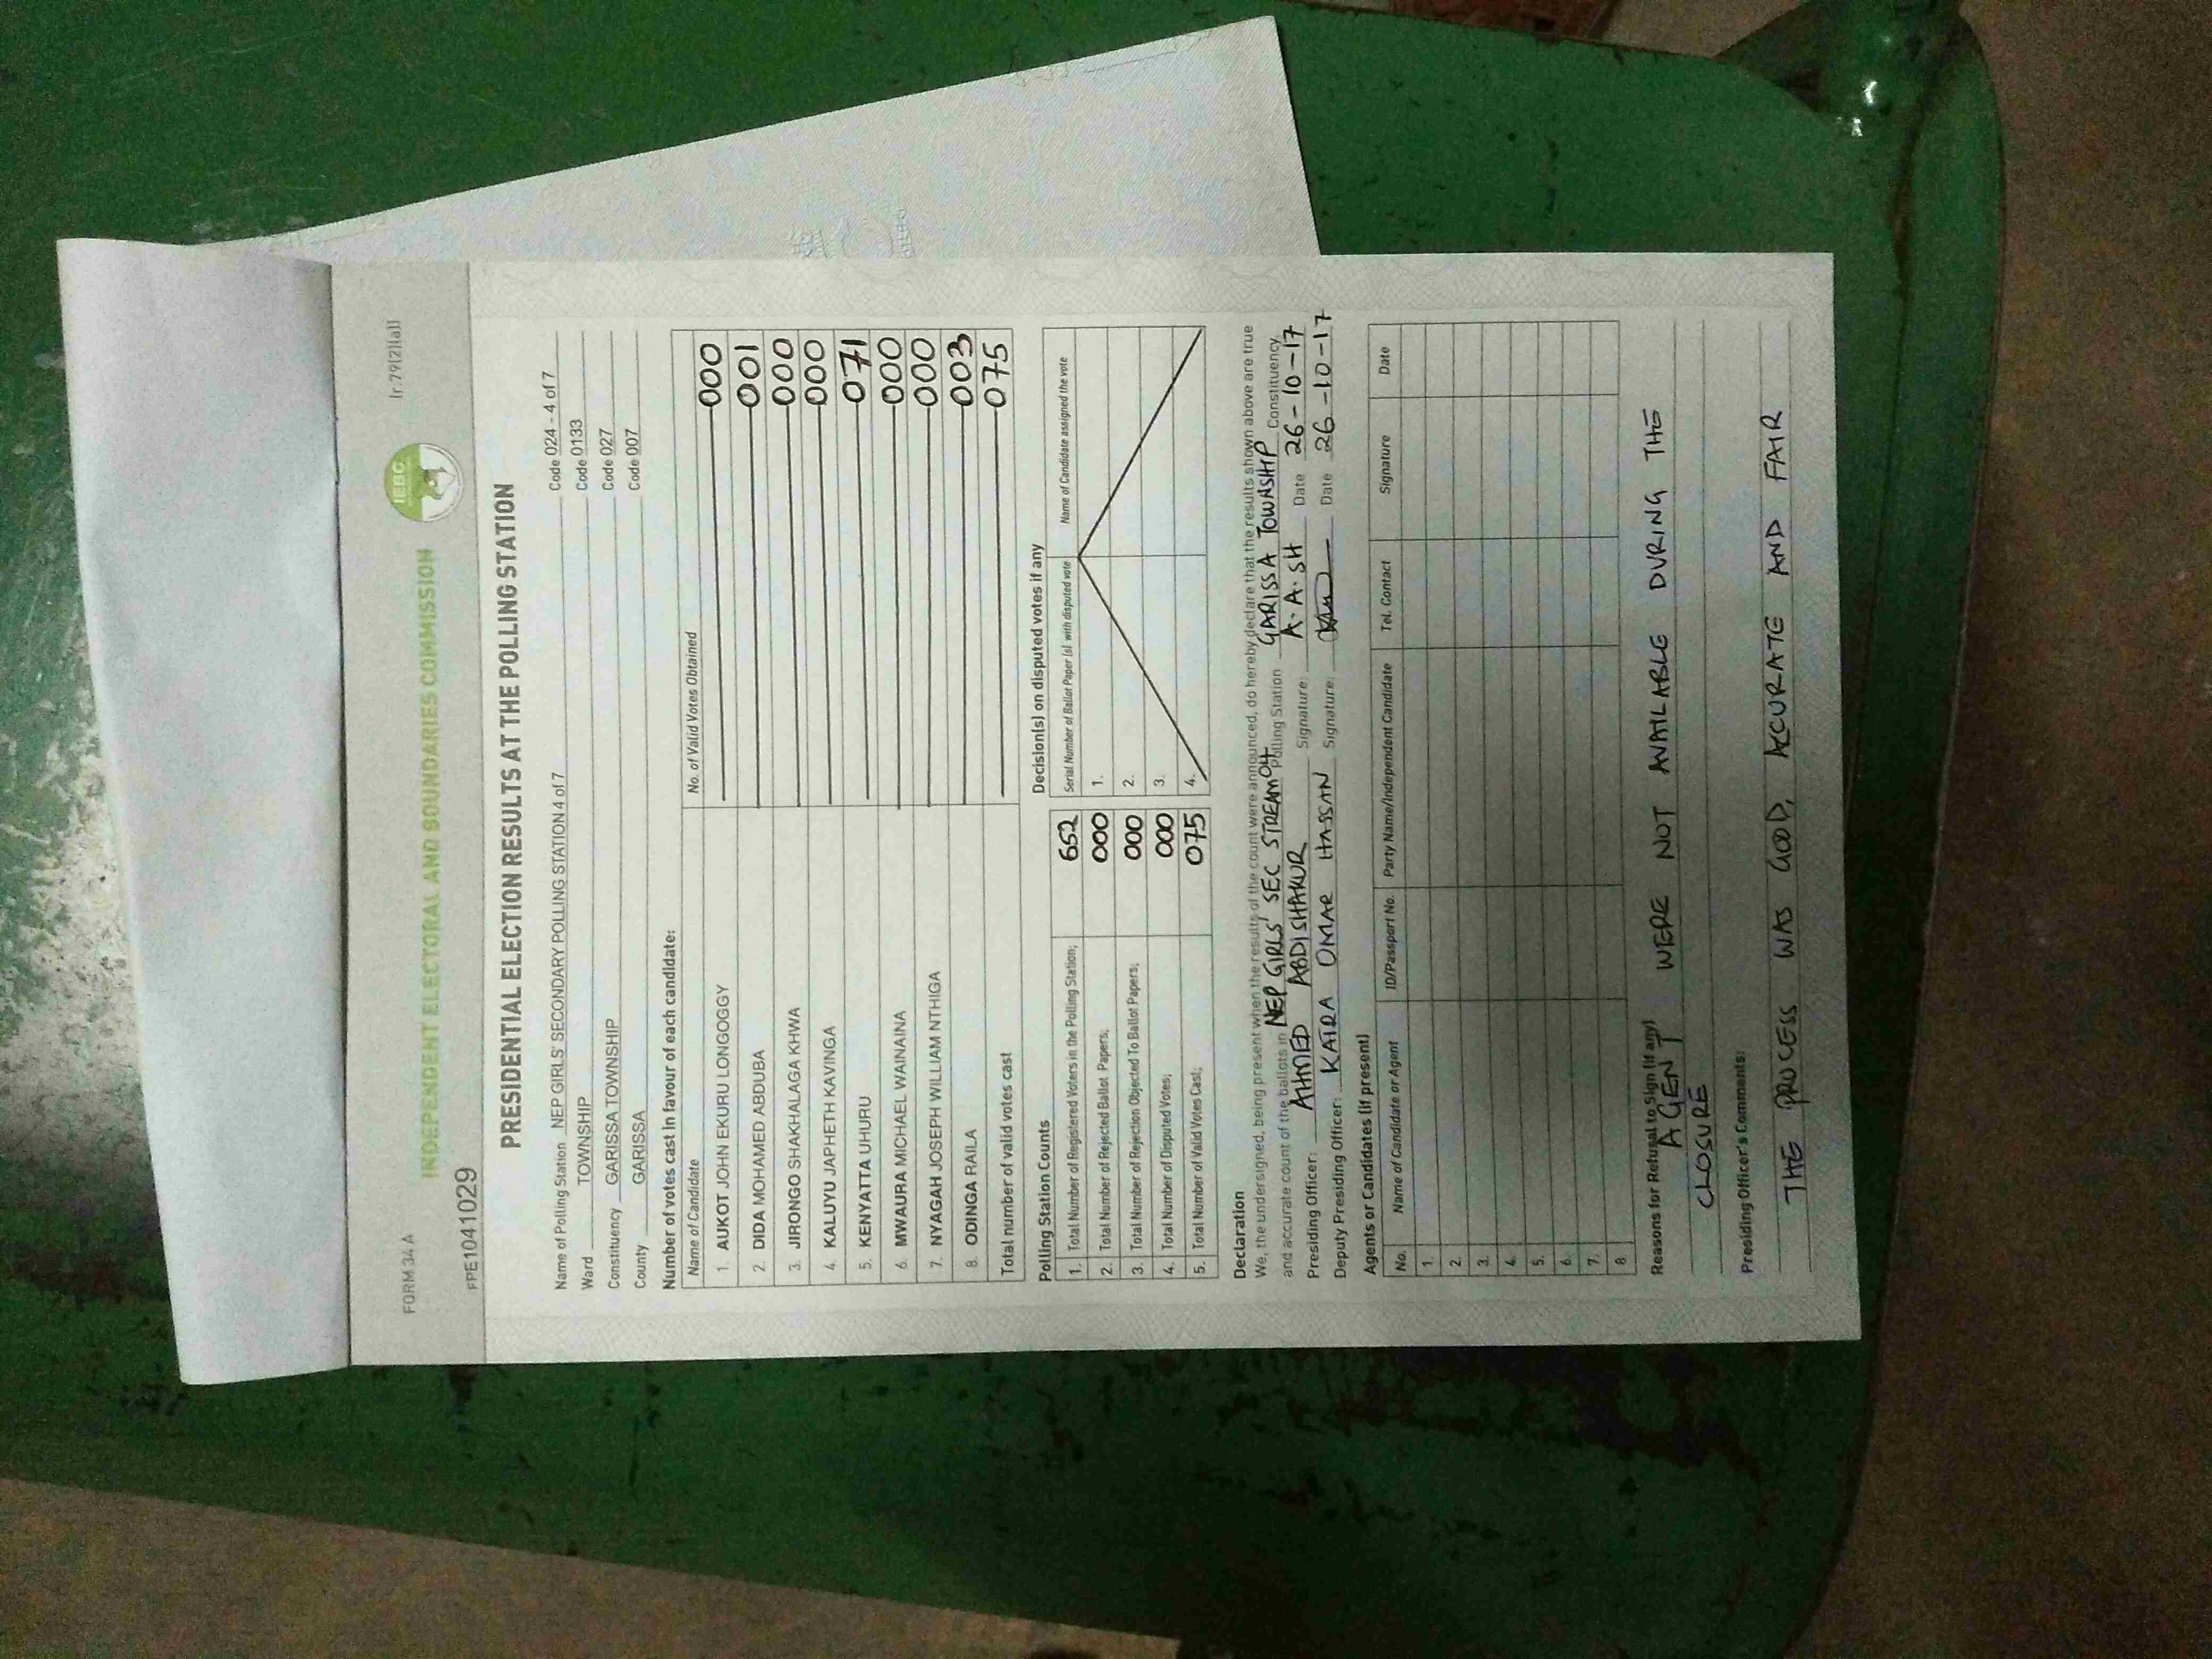 FORM 34 A
Ir.79(2)(a)]
INDEPENDENT ELECTORAL AND BOUNDARIES COMMISSION
IEBC
FPE1041029
PRESIDENTIAL ELECTION RESULTS AT THE POLLING STATION
Name of Polling Station NEP GIRLS' SECONDARY POLLING STATION 4 of 7 Code 024 - 4 of 7
Ward TOWNSHIP Code 0133
Constituency GARISSA TOWNSHIP Code 027
County GARISSA Code 007
Number of votes cast in favour of each candidate:
Name of Candidate No. of Valid Votes Obtained
1. AUKOT JOHN EKURU LONGOGGY 000
2. DIDA MOHAMED ABDUBA 001
3. JIRONGO SHAKHALAGA KHWA 000
4. KALUYU JAPHETH KAVINGA 000
5. KENYATTA UHURU 071
6. MWAURA MICHAEL WAINAINA 000
7. NYAGAH JOSEPH WILLIAM NTHIGA 000
8. ODINGA RAILA 003
Total number of valid votes cast 075
Polling Station Counts
1. Total Number of Registered Voters in the Polling Station; 652
2. Total Number of Rejected Ballot Papers; 000
3. Total Number of Rejection Objected To Ballot Papers; 000
4. Total Number of Disputed Votes; 000
5. Total Number of Valid Votes Cast; 075
Decision(s) on disputed votes if any
Serial Number of Ballot Paper (s) with disputed vote Name of Candidate assigned the vote
1.
2.
3.
4.
Declaration
We, the undersigned, being present when the results of the count were announced, do hereby declare that the results shown above are true
and accurate count of the ballots in NEP GIRLS' SEC STREAM 04 Polling Station GARISSA TOWNSHIP Constituency.
Presiding Officer: AHMED ABDISHAKUR Signature: A.A.SH Date 26-10-17
Deputy Presiding Officer: KATRA OMAR HASSAN Signature: Date 26-10-17
Agents or Candidates (if present)
No. Name of Candidate or Agent ID/Passport No. Party Name/Independent Candidate Tel. Contact Signature Date
1.
2.
3.
4.
5.
6.
7.
8.
Reasons for Refusal to Sign (if any)
AGENT WERE NOT AVAILABLE DURING THE
CLOSURE
Presiding Officer's Comments:
THE PROCESS WAS GOOD, ACCURATE AND FAIR